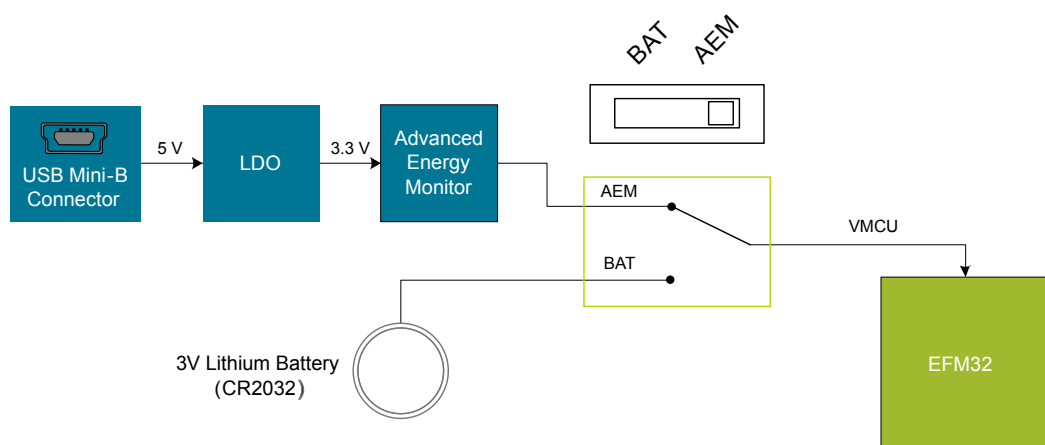 BAT
AEM
USB Mini-B
Connector
5 V
LDO
3.3 V
Advanced
Energy
Monitor
AEM
BAT
VMCU
3V Lithium Battery
(CR2032)
EFM32